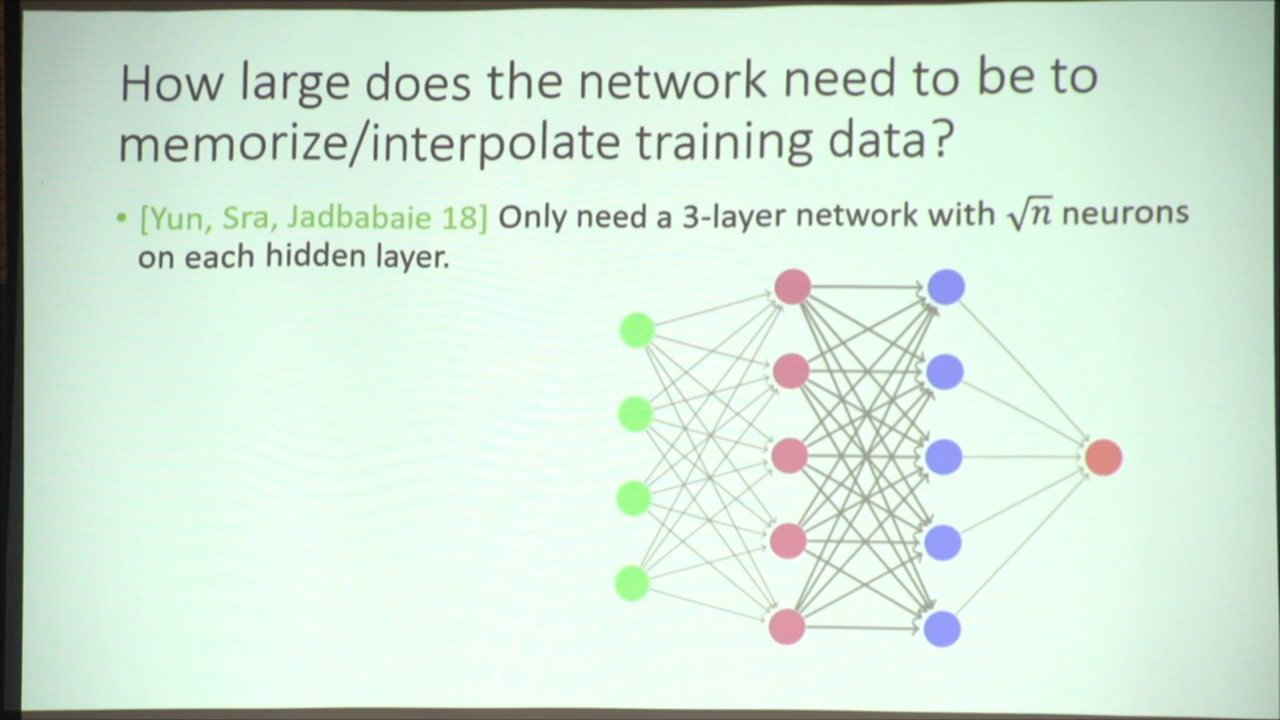 How large does the network need to be to
memorize/interpolate training data?
• [Yun, Sra, Jadbabaie 18] Only need a 3-layer network with √n neurons
on each hidden layer.